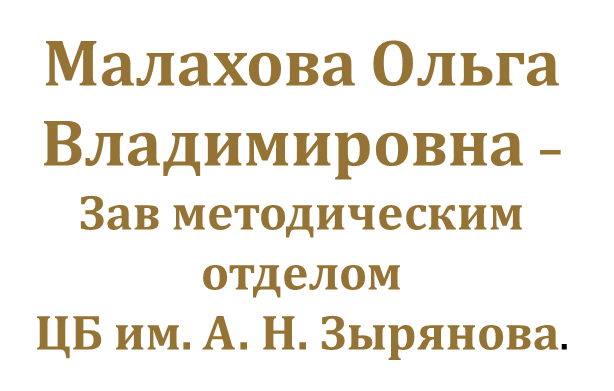 Малахова Ольга
Владимировна –
Зав методическим
отделом
ЦБ им. А. Н. Зырянова.